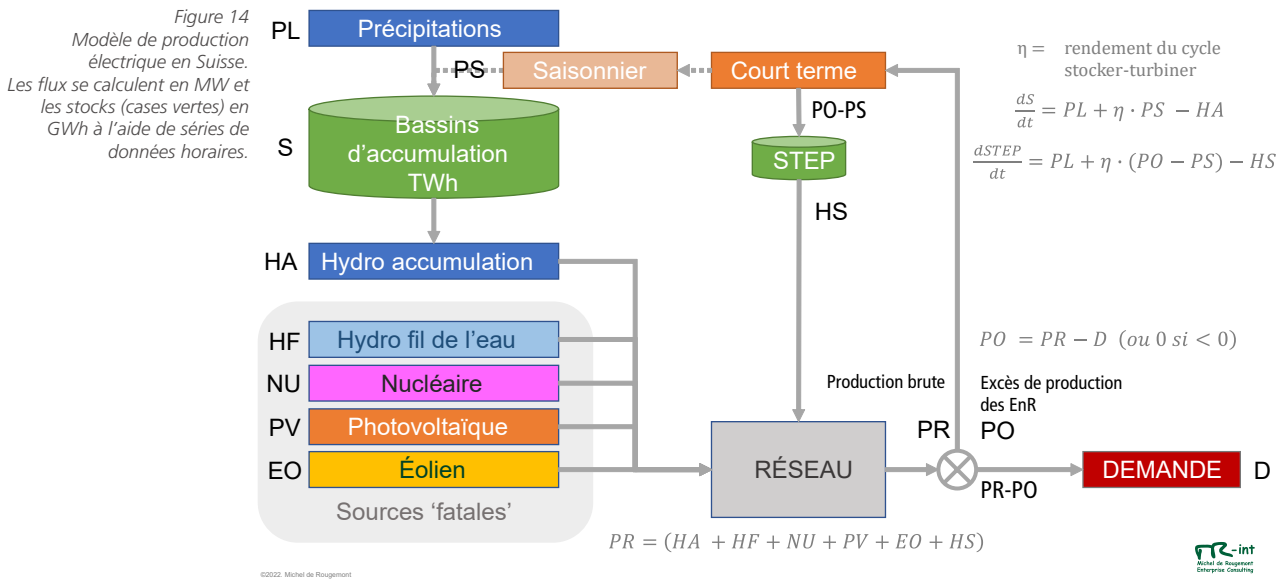 Figure 14
Modèle de production
électrique en Suisse.
Les flux se calculent en MW et
les stocks (cases vertes) en
GWh à l'aide de séries de
données horaires.
PL
Précipitations
PS
Saisonnier
Court terme
η = rendement du cycle
stocker-turbiner
dS/dt = PL + η · PS − HA
dSTEP/dt = PL + η · (PO − PS) − HS
S
Bassins
d'accumulation
TWh
PO-PS
STEP
HS
HA
Hydro accumulation
HF
Hydro fil de l'eau
NU
Nucléaire
PV
Photovoltaïque
EO
Éolien
Sources 'fatales'
PO = PR − D (ou 0 si < 0)
Production brute
Excès de production
des EnR
PR
PO
RÉSEAU
PR-PO
DEMANDE
D
PR = (HA + HF + NU + PV + EO + HS)
©2022. Michel de Rougemont
MR-int
Michel de Rougemont
Enterprise Consulting